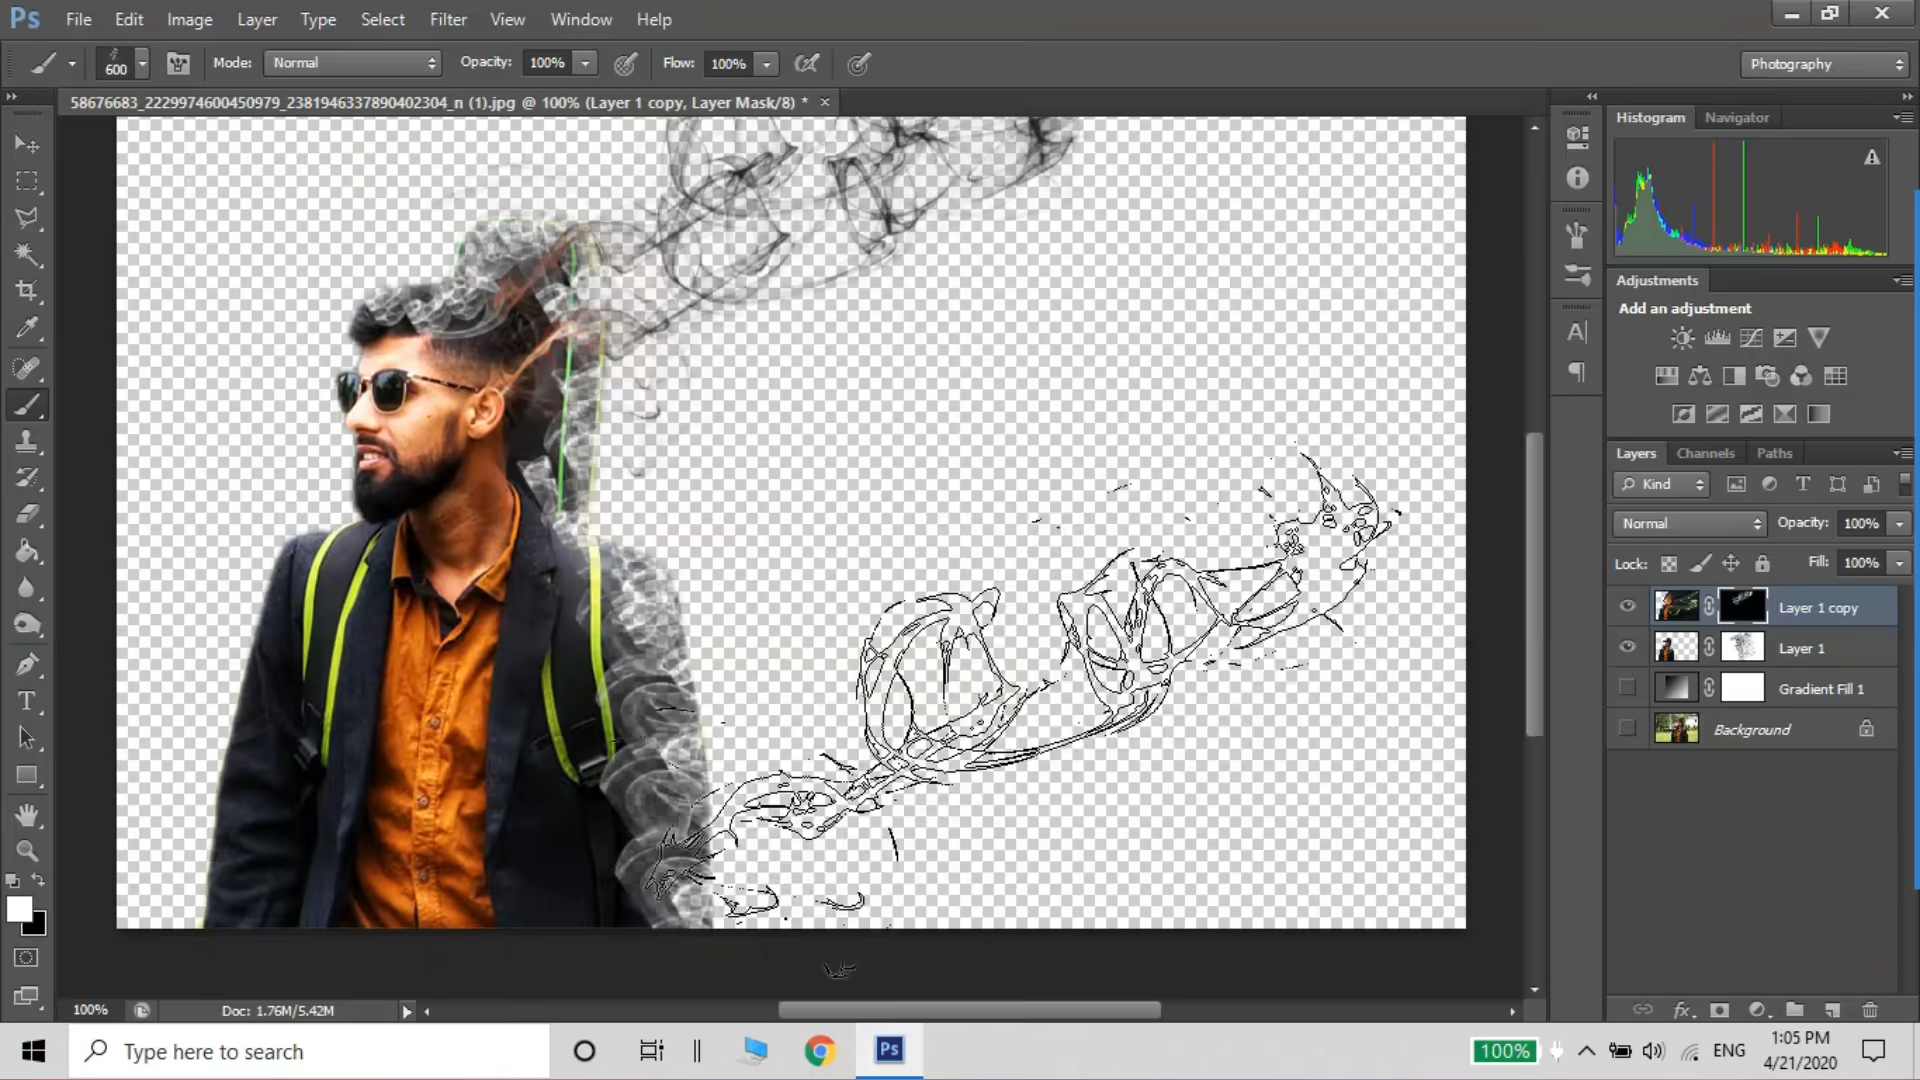 Ps File Edit Image Layer Type Select Filter View Window Help
600 Mode: Normal Opacity: 100% Flow: 100% Photography
58676683_2229974600450979_2381946337890402304_n (1).jpg @ 100% (Layer 1 copy, Layer Mask/8) *
Histogram Navigator
Adjustments
Add an adjustment
Layers Channels Paths
Kind
Normal Opacity: 100%
Lock: Fill: 100%
Layer 1 copy
Layer 1
Gradient Fill 1
Background
100% Doc: 1.76M/5.42M
Type here to search
Ps
100% ENG 1:05 PM
4/21/2020